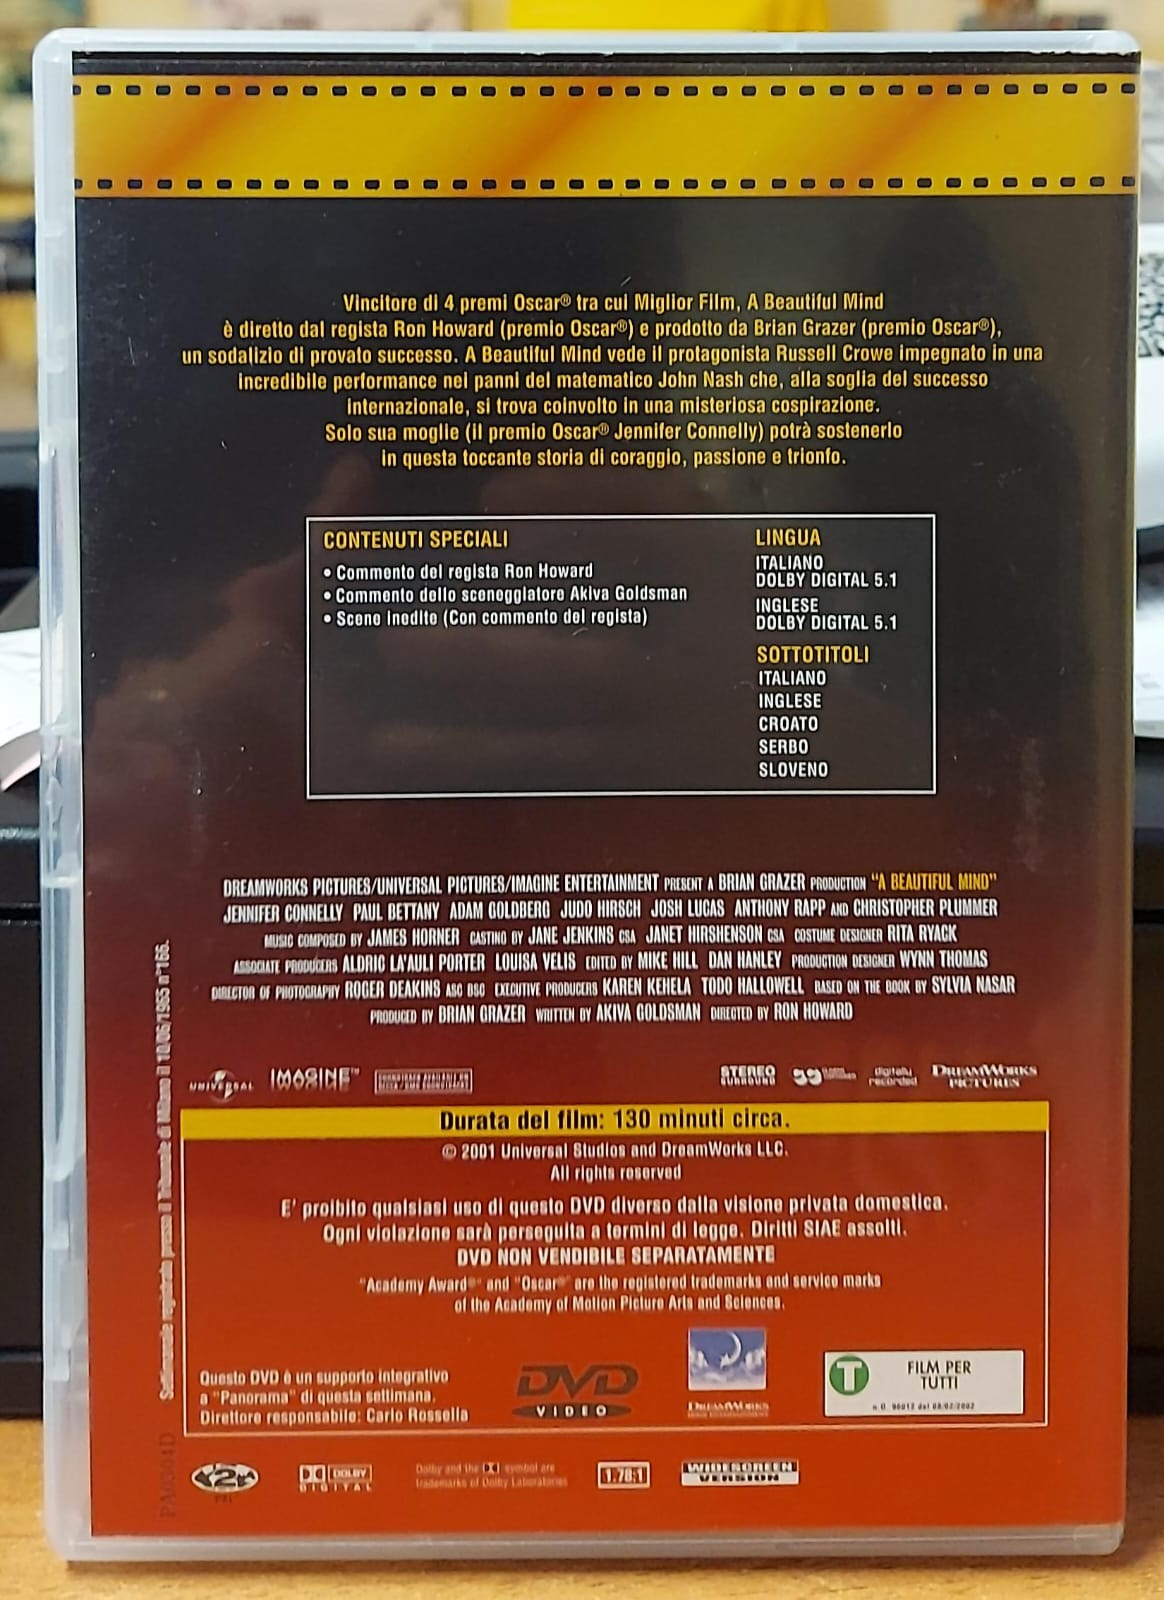 Vincitore di 4 premi Oscar® tra cui Miglior Film, A Beautiful Mind
è diretto dal regista Ron Howard (premio Oscar®) e prodotto da Brian Grazer (premio Oscar®),
un sodalizio di provato successo. A Beautiful Mind vede il protagonista Russell Crowe impegnato in una
incredibile performance nei panni del matematico John Nash che, alla soglia del successo
internazionale, si trova coinvolto in una misteriosa cospirazione.
Solo sua moglie (il premio Oscar® Jennifer Connelly) potrà sostenerlo
in questa toccante storia di coraggio, passione e trionfo.
CONTENUTI SPECIALI
• Commento del regista Ron Howard
• Commento dello sceneggiatore Akiva Goldsman
• Scene inedite (Con commento del regista)
LINGUA
ITALIANO
DOLBY DIGITAL 5.1
INGLESE
DOLBY DIGITAL 5.1
SOTTOTITOLI
ITALIANO
INGLESE
CROATO
SERBO
SLOVENO
DREAMWORKS PICTURES/UNIVERSAL PICTURES/IMAGINE ENTERTAINMENT PRESENT A BRIAN GRAZER PRODUCTION "A BEAUTIFUL MIND"
JENNIFER CONNELLY PAUL BETTANY ADAM GOLDBERG JUDD HIRSCH JOSH LUCAS ANTHONY RAPP AND CHRISTOPHER PLUMMER
MUSIC COMPOSED BY JAMES HORNER CASTING BY JANE JENKINS CSA JANET HIRSHENSON CSA COSTUME DESIGNER RITA RYACK
ASSOCIATE PRODUCERS ALDRIC LA'AULI PORTER LOUISA VELIS EDITED BY MIKE HILL DAN HANLEY PRODUCTION DESIGNER WYNN THOMAS
DIRECTOR OF PHOTOGRAPHY ROGER DEAKINS ASC BSC EXECUTIVE PRODUCERS KAREN KEHELA TODD HALLOWELL BASED ON THE BOOK BY SYLVIA NASAR
PRODUCED BY BRIAN GRAZER WRITTEN BY AKIVA GOLDSMAN DIRECTED BY RON HOWARD
UNIVERSAL
IMAGINE™
STEREO
SURROUND
digitally
recorded
DREAMWORKS
PICTURES
Durata del film: 130 minuti circa.
© 2001 Universal Studios and DreamWorks LLC.
All rights reserved
E' proibito qualsiasi uso di questo DVD diverso dalla visione privata domestica.
Ogni violazione sarà perseguita a termini di legge. Diritti SIAE assolti.
DVD NON VENDIBILE SEPARATAMENTE
"Academy Award®" and "Oscar®" are the registered trademarks and service marks
of the Academy of Motion Picture Arts and Sciences.
Questo DVD è un supporto integrativo
a "Panorama" di questa settimana.
Direttore responsabile: Carlo Rossella
DVD
VIDEO
DREAMWORKS
T
FILM PER
TUTTI
2
PAL
DOLBY
DIGITAL
Dolby and the symbol are
trademarks of Dolby Laboratories
1.78:1
WIDESCREEN
VERSION
Settimanale registrato presso il Tribunale di Milano il 10/06/1965 n°166.